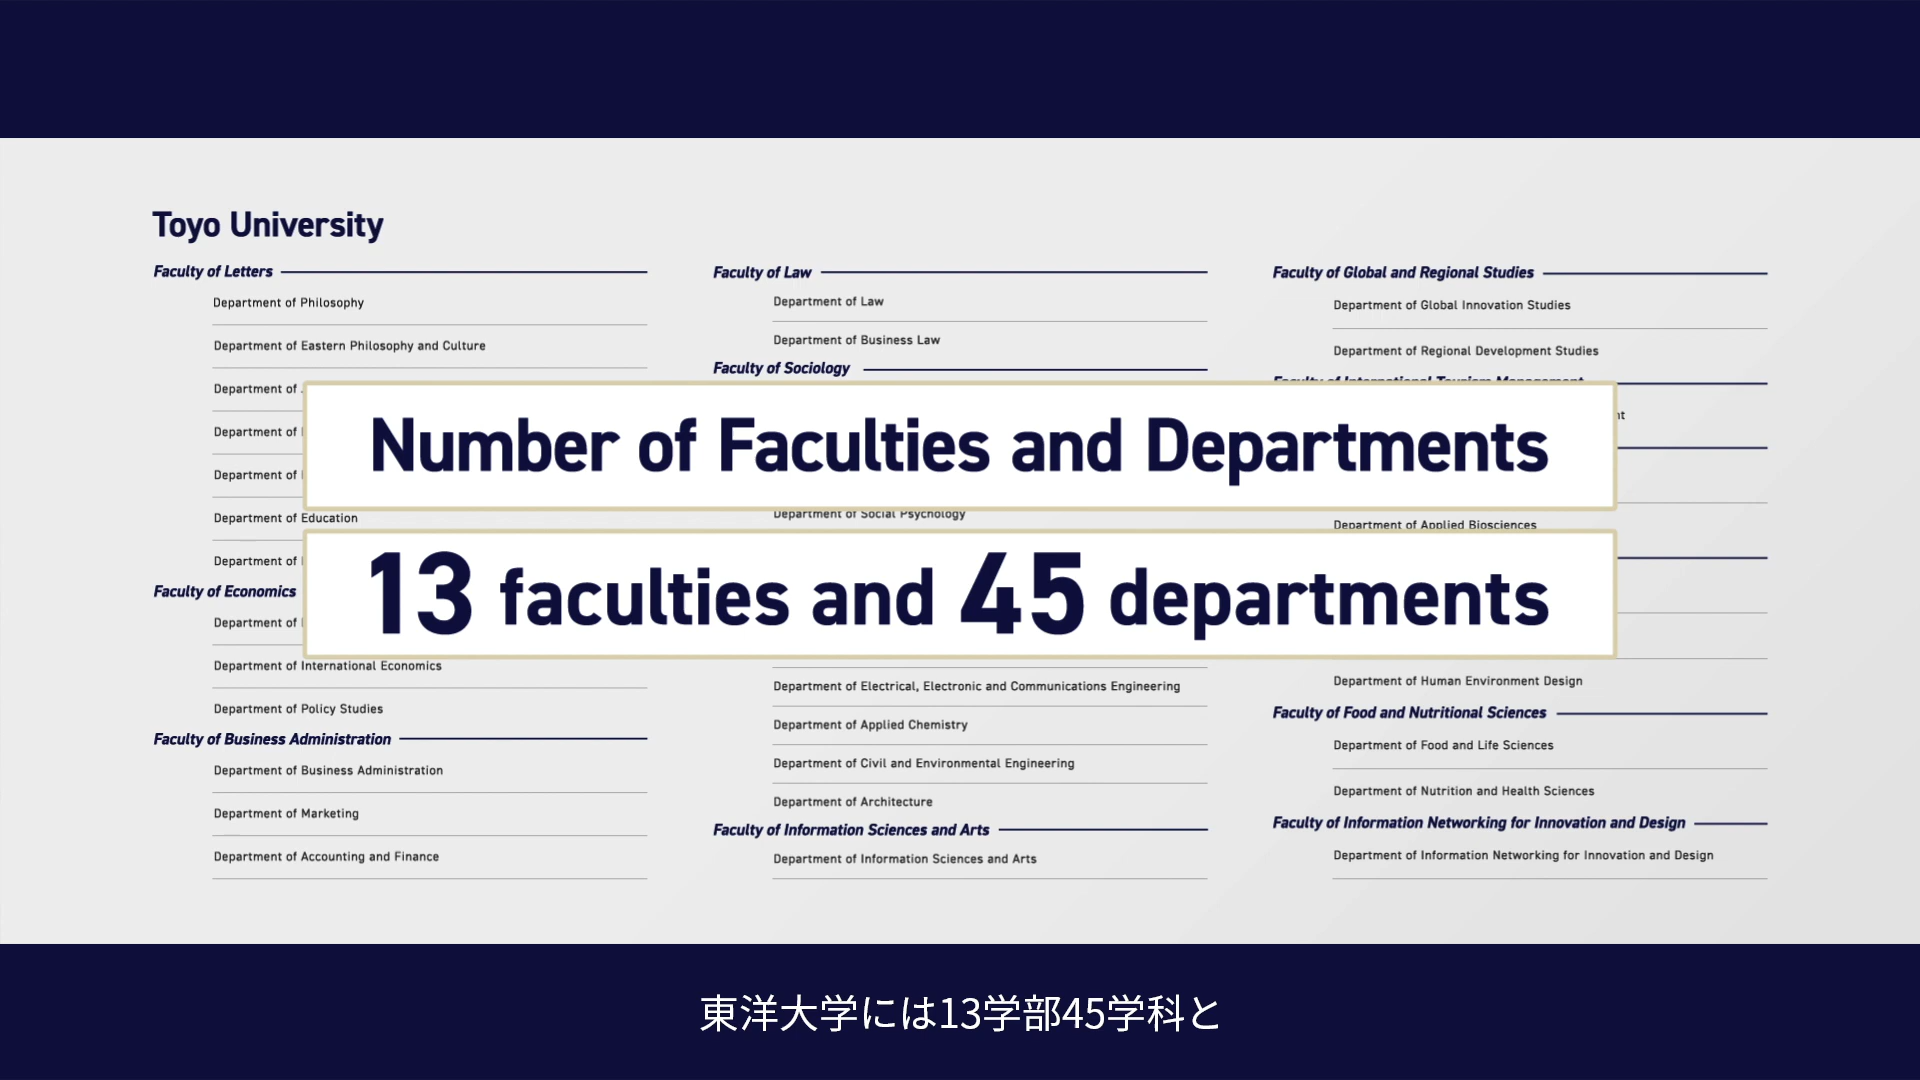 Toyo University
Faculty of Letters
Department of Philosophy
Department of Eastern Philosophy and Culture
Department of
Department of
Department of
Department of Education
Department of
Faculty of Economics
Department of
Department of International Economics
Department of Policy Studies
Faculty of Business Administration
Department of Business Administration
Department of Marketing
Department of Accounting and Finance
Faculty of Law
Department of Law
Department of Business Law
Faculty of Sociology
Department of Social Psychology
Department of Electrical, Electronic and Communications Engineering
Department of Applied Chemistry
Department of Civil and Environmental Engineering
Department of Architecture
Faculty of Information Sciences and Arts
Department of Information Sciences and Arts
Faculty of Global and Regional Studies
Department of Global Innovation Studies
Department of Regional Development Studies
Faculty of International Tourism Management
Department of Applied Biosciences
Department of Human Environment Design
Faculty of Food and Nutritional Sciences
Department of Food and Life Sciences
Department of Nutrition and Health Sciences
Faculty of Information Networking for Innovation and Design
Department of Information Networking for Innovation and Design
Number of Faculties and Departments
13 faculties and 45 departments
東洋大学には13学部45学科と